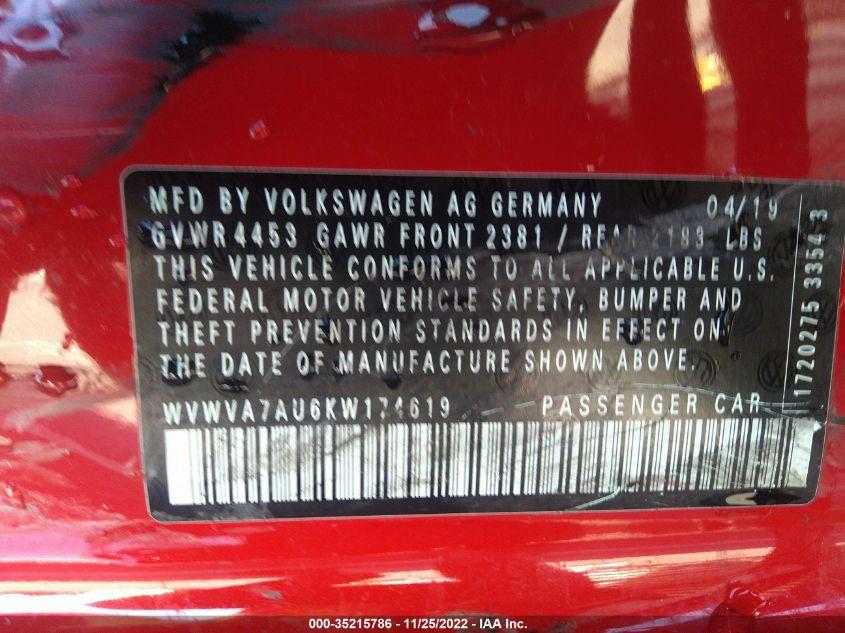 MFD BY VOLKSWAGEN AG GERMANY 04/19
GVWR 4453 GAWR FRONT 2381 / REAR 2183 LBS
THIS VEHICLE CONFORMS TO ALL APPLICABLE U.S.
FEDERAL MOTOR VEHICLE SAFETY, BUMPER AND
THEFT PREVENTION STANDARDS IN EFFECT ON
THE DATE OF MANUFACTURE SHOWN ABOVE.
WVWVA7AU6KW174619 PASSENGER CAR
1720275 3354 3
000-35215786 - 11/25/2022 - IAA Inc.